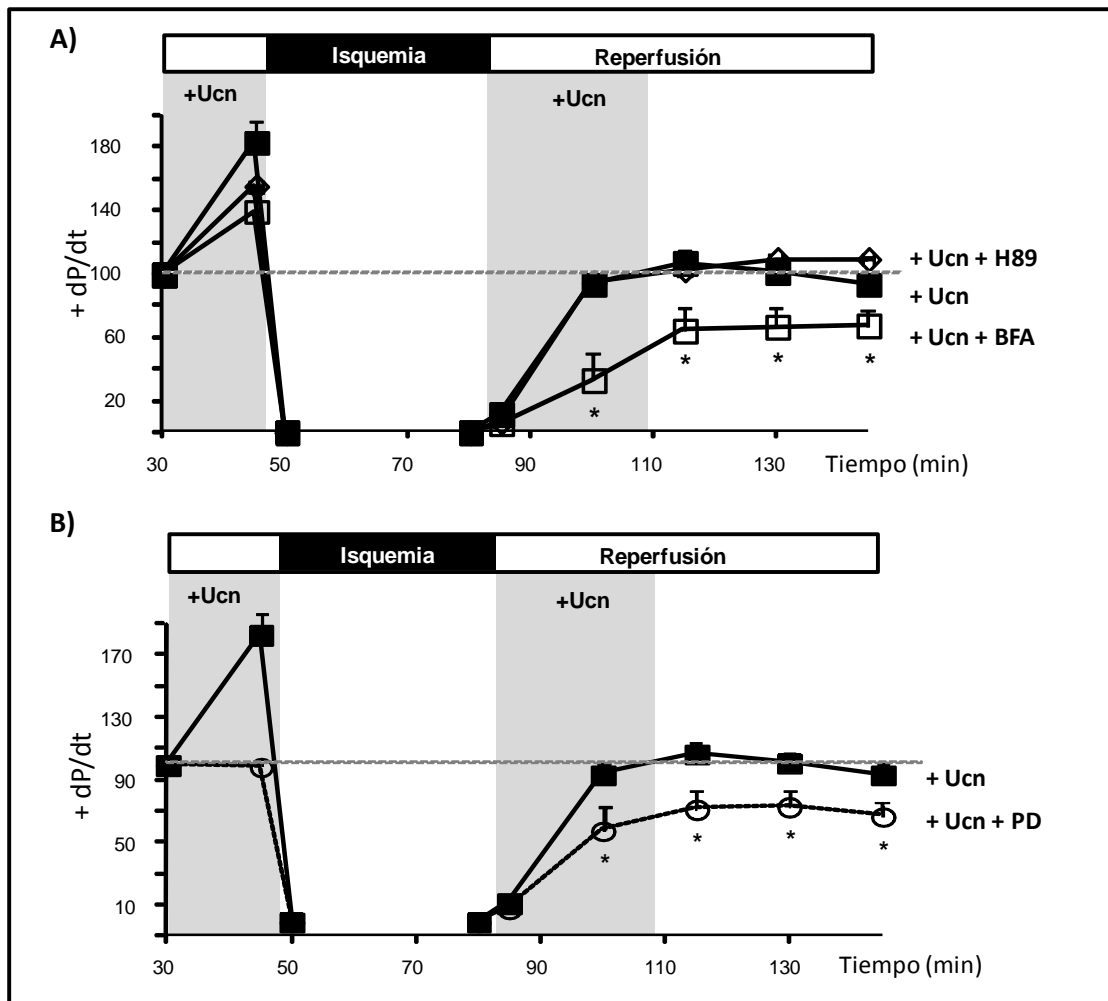 A)
Isquemia
Reperfusión
+Ucn
+Ucn
+ dP/dt
180
140
100
60
20
+ Ucn + H89
+ Ucn
+ Ucn + BFA
* * * *
30 50 70 90 110 130 Tiempo (min)
B)
Isquemia
Reperfusión
+Ucn
+Ucn
+ dP/dt
170
130
90
50
10
+ Ucn
+ Ucn + PD
* * * *
30 50 70 90 110 130 Tiempo (min)